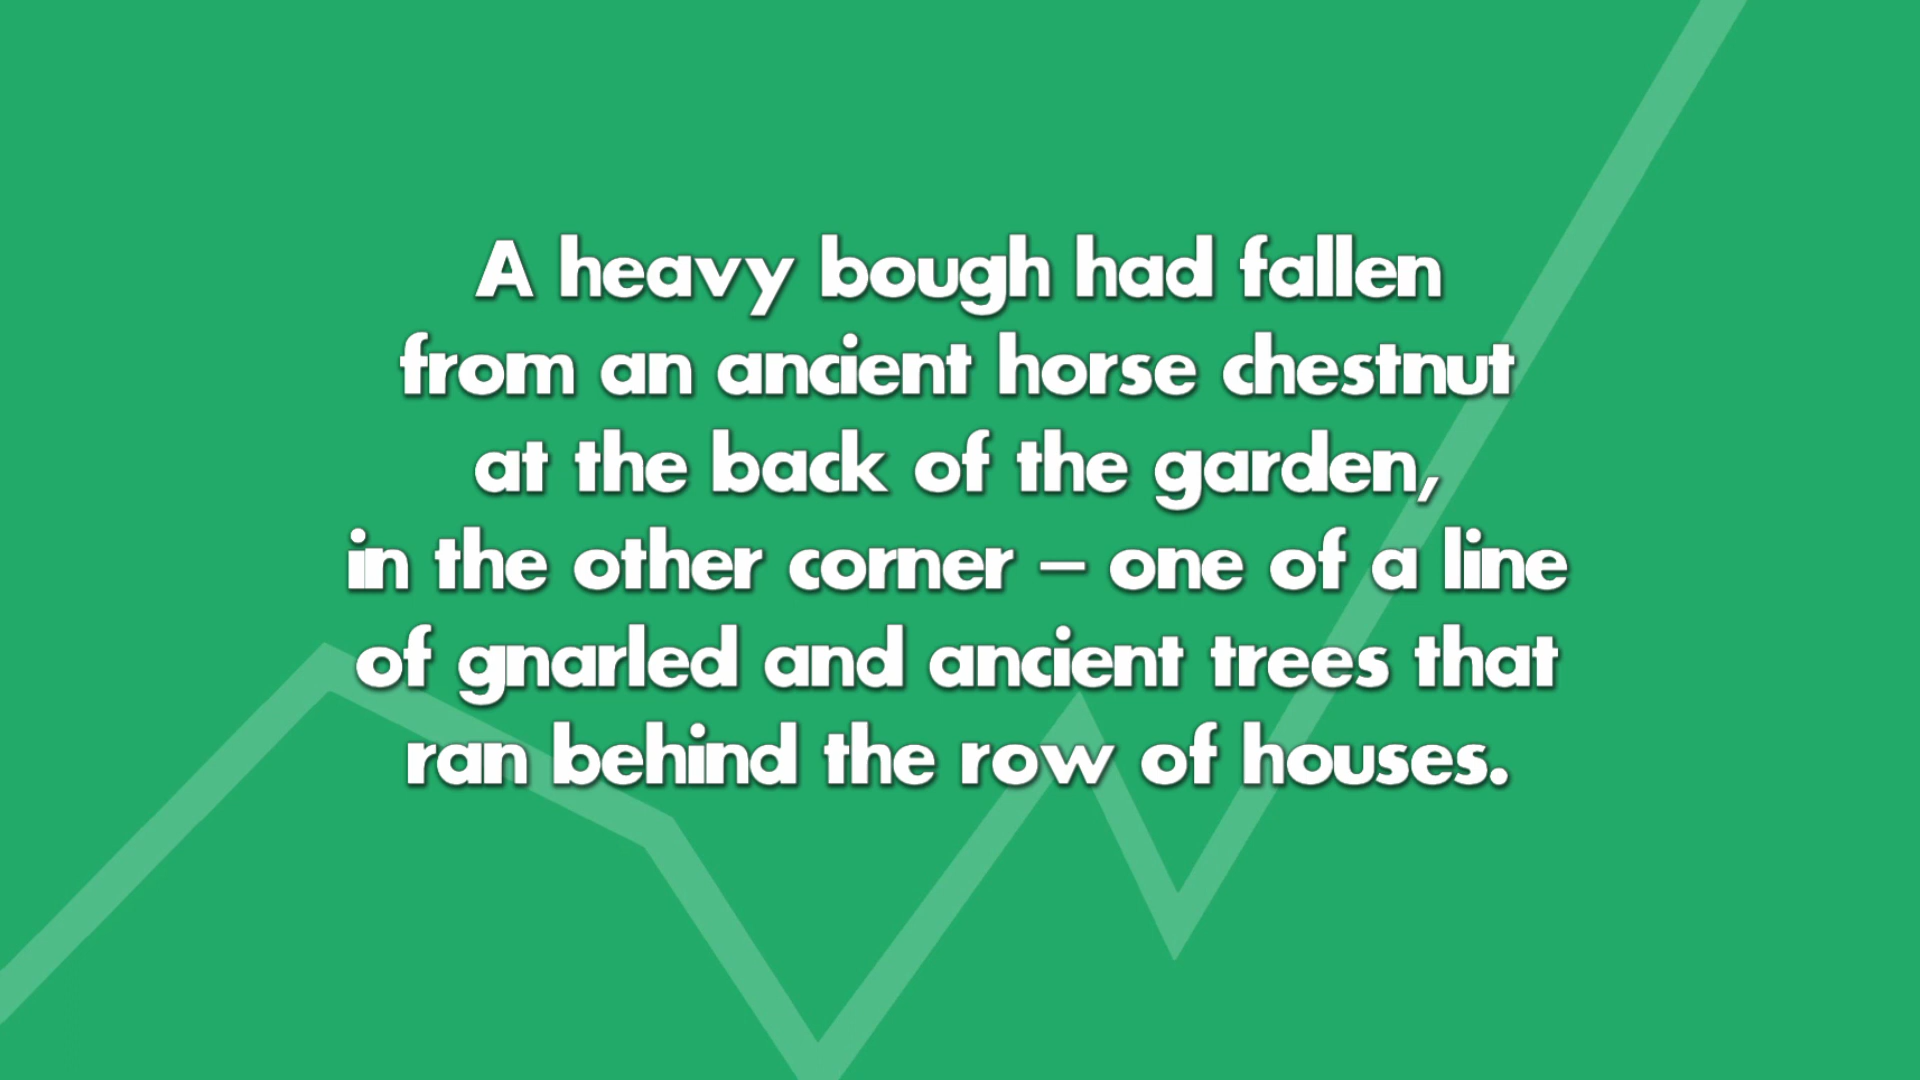 A heavy bough had fallen
from an ancient horse chestnut
at the back of the garden,
in the other corner – one of a line
of gnarled and ancient trees that
ran behind the row of houses.